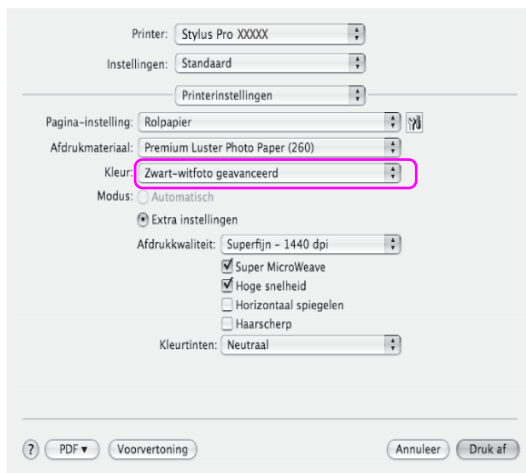 Printer: Stylus Pro XXXXX
Instellingen: Standaard
Printerinstellingen
Pagina-instelling: Rolpapier
Afdrukmateriaal: Premium Luster Photo Paper (260)
Kleur: Zwart-witfoto geavanceerd
Modus: Automatisch
Extra instellingen
Afdrukkwaliteit: Superfijn - 1440 dpi
Super MicroWeave
Hoge snelheid
Horizontaal spiegelen
Haarscherp
Kleurtinten: Neutraal
? PDF Voorvertoning Annuleer Druk af